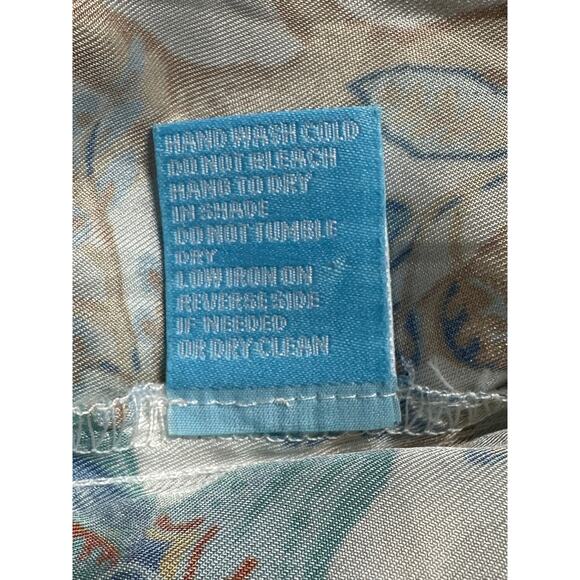 HAND WASH COLD
DO NOT BLEACH
HANG TO DRY
IN SHADE
DO NOT TUMBLE
DRY
LOW IRON ON
REVERSE SIDE
IF NEEDED
OR DRY CLEAN